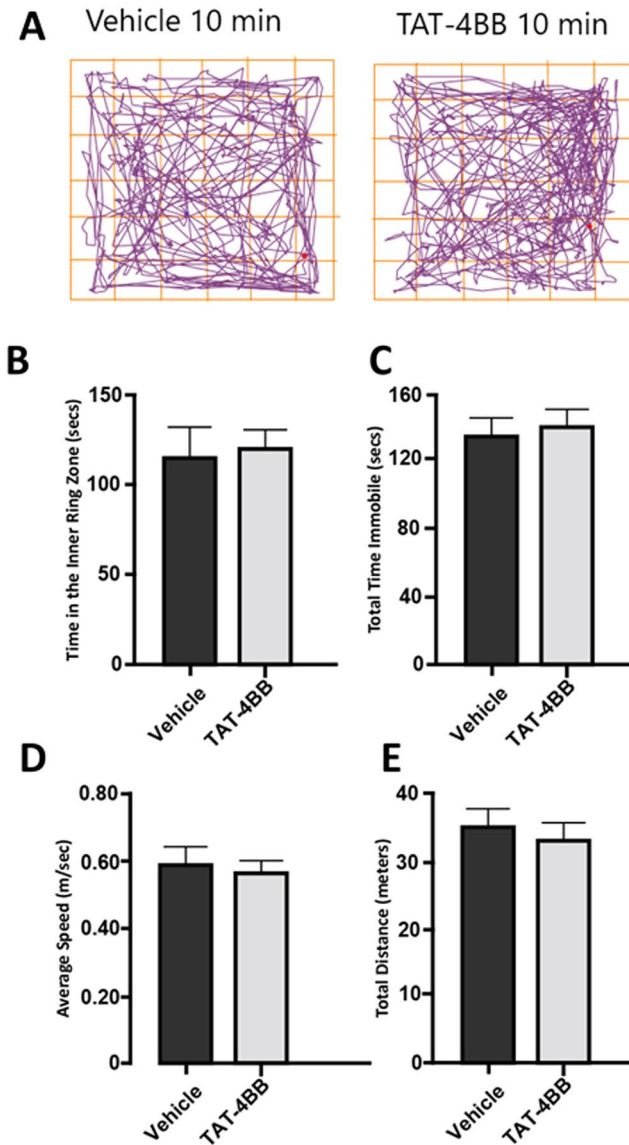 A
Vehicle 10 min
TAT-4BB 10 min
B
Time in the Inner Ring Zone (secs)
150
100
50
0
Vehicle
TAT-4BB
C
Total Time Immobile (secs)
160
120
80
40
0
Vehicle
TAT-4BB
D
Average Speed (m/sec)
0.80
0.60
0.40
0.20
0
Vehicle
TAT-4BB
E
Total Distance (meters)
40
30
20
10
0
Vehicle
TAT-4BB